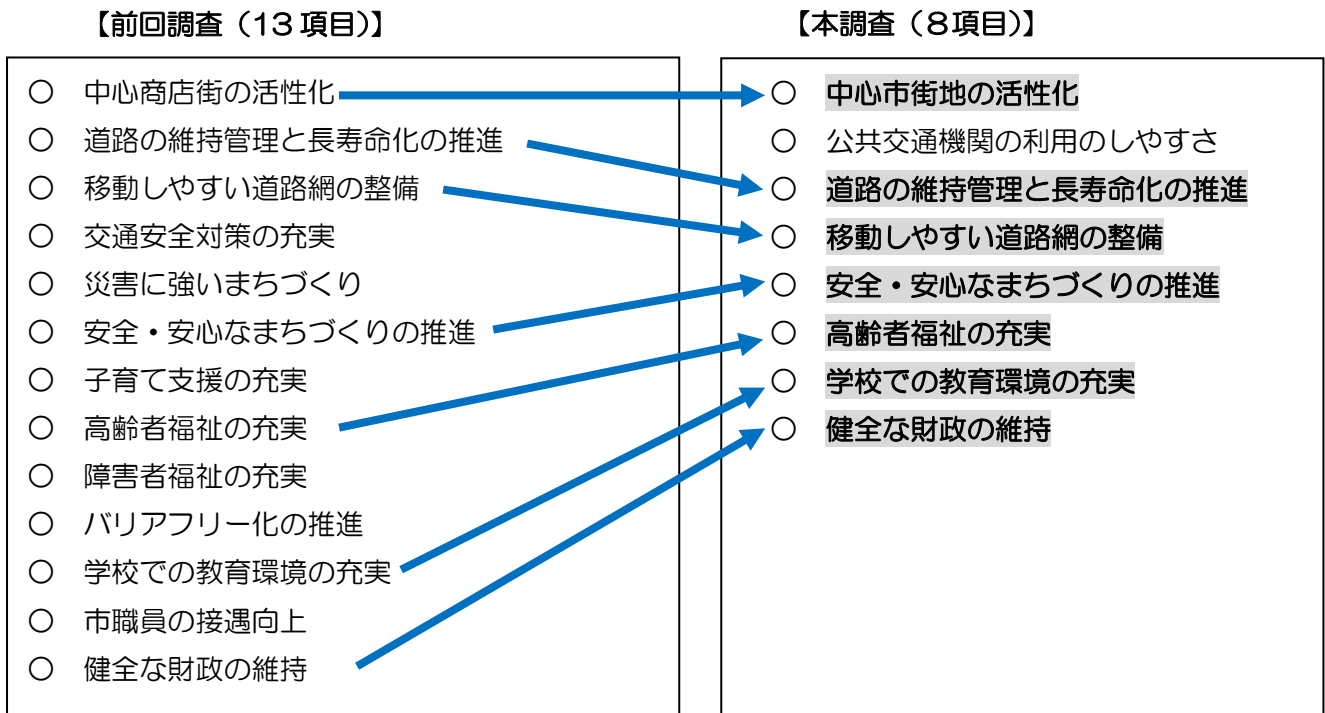 【前回調査（13項目）】
○ 中心商店街の活性化
○ 道路の維持管理と長寿命化の推進
○ 移動しやすい道路網の整備
○ 交通安全対策の充実
○ 災害に強いまちづくり
○ 安全・安心なまちづくりの推進
○ 子育て支援の充実
○ 高齢者福祉の充実
○ 障害者福祉の充実
○ バリアフリー化の推進
○ 学校での教育環境の充実
○ 市職員の接遇向上
○ 健全な財政の維持
【本調査（８項目）】
○ 中心市街地の活性化
○ 公共交通機関の利用のしやすさ
○ 道路の維持管理と長寿命化の推進
○ 移動しやすい道路網の整備
○ 安全・安心なまちづくりの推進
○ 高齢者福祉の充実
○ 学校での教育環境の充実
○ 健全な財政の維持